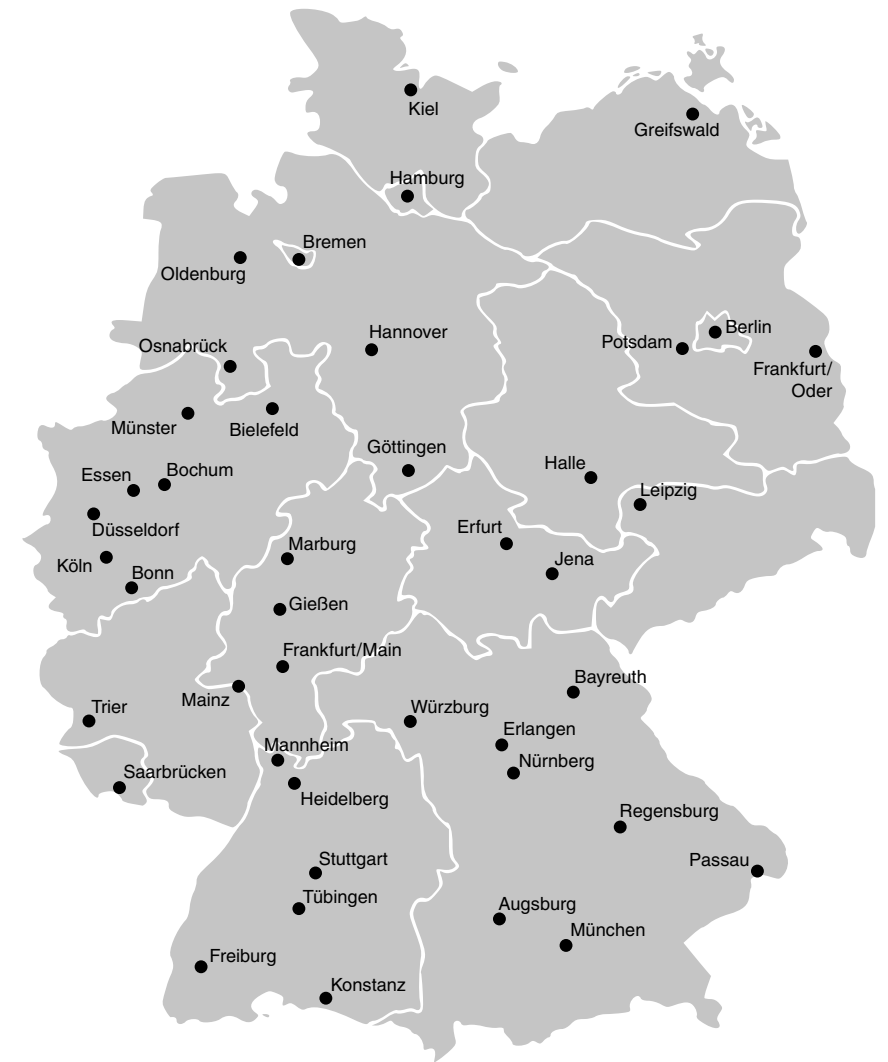 Kiel
Greifswald
Hamburg
Bremen
Oldenburg
Hannover
Berlin
Potsdam
Osnabrück
Frankfurt/
Oder
Münster
Bielefeld
Göttingen
Halle
Essen
Bochum
Leipzig
Düsseldorf
Erfurt
Marburg
Jena
Köln
Bonn
Gießen
Frankfurt/Main
Bayreuth
Mainz
Trier
Würzburg
Erlangen
Mannheim
Nürnberg
Saarbrücken
Heidelberg
Regensburg
Stuttgart
Passau
Tübingen
Augsburg
München
Freiburg
Konstanz